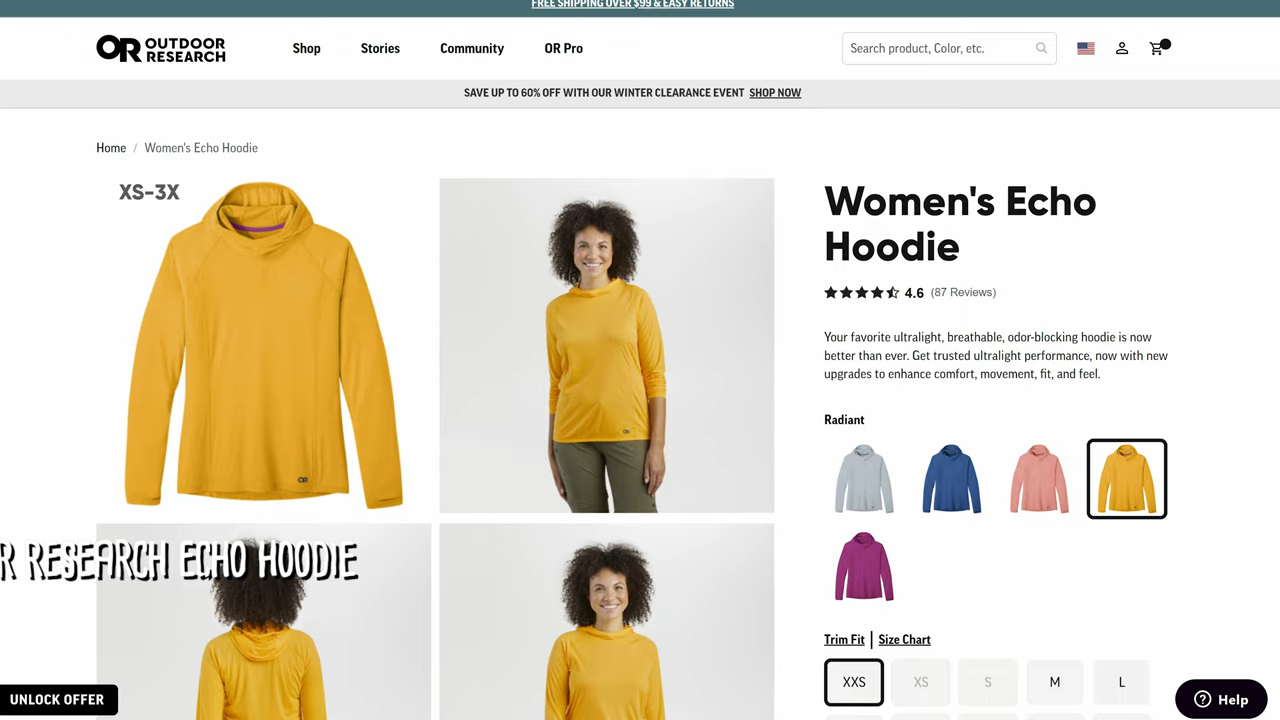 FREE SHIPPING OVER $99 & EASY RETURNS
OR OUTDOOR RESEARCH
Shop
Stories
Community
OR Pro
Search product, Color, etc.
SAVE UP TO 60% OFF WITH OUR WINTER CLEARANCE EVENT SHOP NOW
Home / Women's Echo Hoodie
XS-3X
OR
OR
Women's Echo
Hoodie
4.6 (87 Reviews)
Your favorite ultralight, breathable, odor-blocking hoodie is now
better than ever. Get trusted ultralight performance, now with new
upgrades to enhance comfort, movement, fit, and feel.
Radiant
R RESEARCH ECHO HOODIE
Trim Fit | Size Chart
XXS
XS
S
M
L
UNLOCK OFFER
? Help